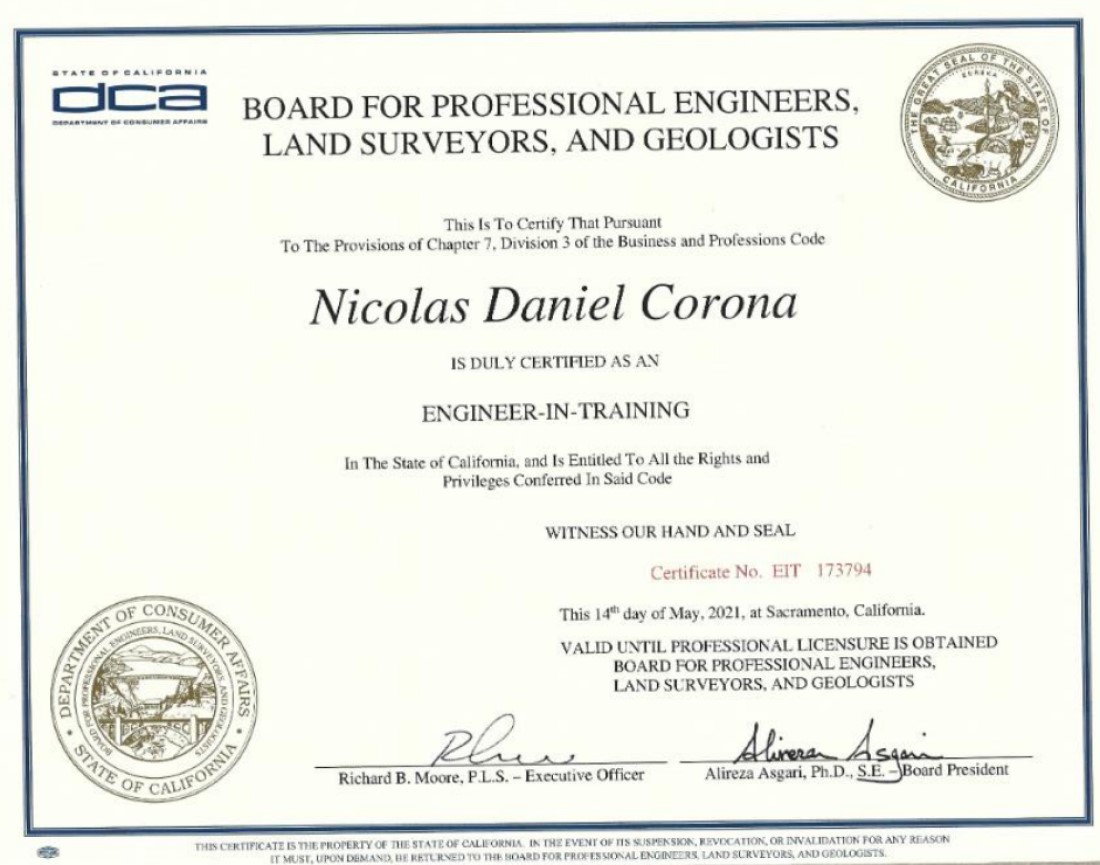 STATE OF CALIFORNIA
dca
DEPARTMENT OF CONSUMER AFFAIRS
BOARD FOR PROFESSIONAL ENGINEERS,
LAND SURVEYORS, AND GEOLOGISTS
THE GREAT SEAL OF THE STATE OF CALIFORNIA
EUREKA
This Is To Certify That Pursuant
To The Provisions of Chapter 7, Division 3 of the Business and Professions Code
Nicolas Daniel Corona
IS DULY CERTIFIED AS AN
ENGINEER-IN-TRAINING
In The State of California, and Is Entitled To All the Rights and
Privileges Conferred In Said Code
WITNESS OUR HAND AND SEAL
Certificate No. EIT 173794
This 14th day of May, 2021, at Sacramento, California.
VALID UNTIL PROFESSIONAL LICENSURE IS OBTAINED
BOARD FOR PROFESSIONAL ENGINEERS,
LAND SURVEYORS, AND GEOLOGISTS
DEPARTMENT OF CONSUMER AFFAIRS
STATE OF CALIFORNIA
BOARD FOR PROFESSIONAL ENGINEERS, LAND SURVEYORS, AND GEOLOGISTS
Alireza Asgari
Richard B. Moore, P.L.S. – Executive Officer
Alireza Asgari, Ph.D., S.E. – Board President
THIS CERTIFICATE IS THE PROPERTY OF THE STATE OF CALIFORNIA. IN THE EVENT OF ITS SUSPENSION, REVOCATION, OR INVALIDATION FOR ANY REASON
IT MUST, UPON DEMAND, BE RETURNED TO THE BOARD FOR PROFESSIONAL ENGINEERS, LAND SURVEYORS, AND GEOLOGISTS.